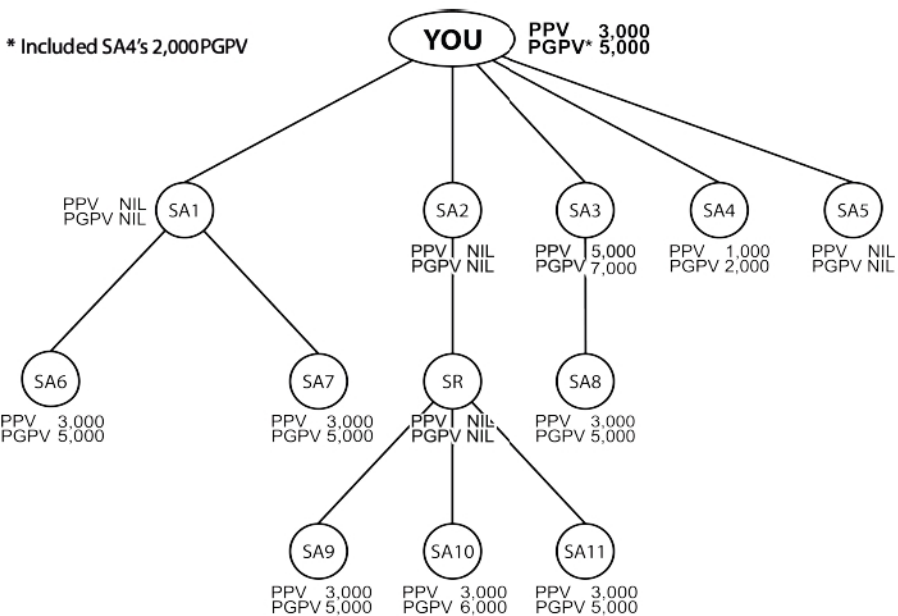 YOU
PPV 3,000
PGPV* 5,000
* Included SA4's 2,000PGPV
PPV NIL
PGPV NIL
SA1
SA2
PPV NIL
PGPV NIL
SA3
PPV 5,000
PGPV 7,000
SA4
PPV 1,000
PGPV 2,000
SA5
PPV NIL
PGPV NIL
SA6
PPV 3,000
PGPV 5,000
SA7
PPV 3,000
PGPV 5,000
SR
PPV NIL
PGPV NIL
SA8
PPV 3,000
PGPV 5,000
SA9
PPV 3,000
PGPV 5,000
SA10
PPV 3,000
PGPV 6,000
SA11
PPV 3,000
PGPV 5,000